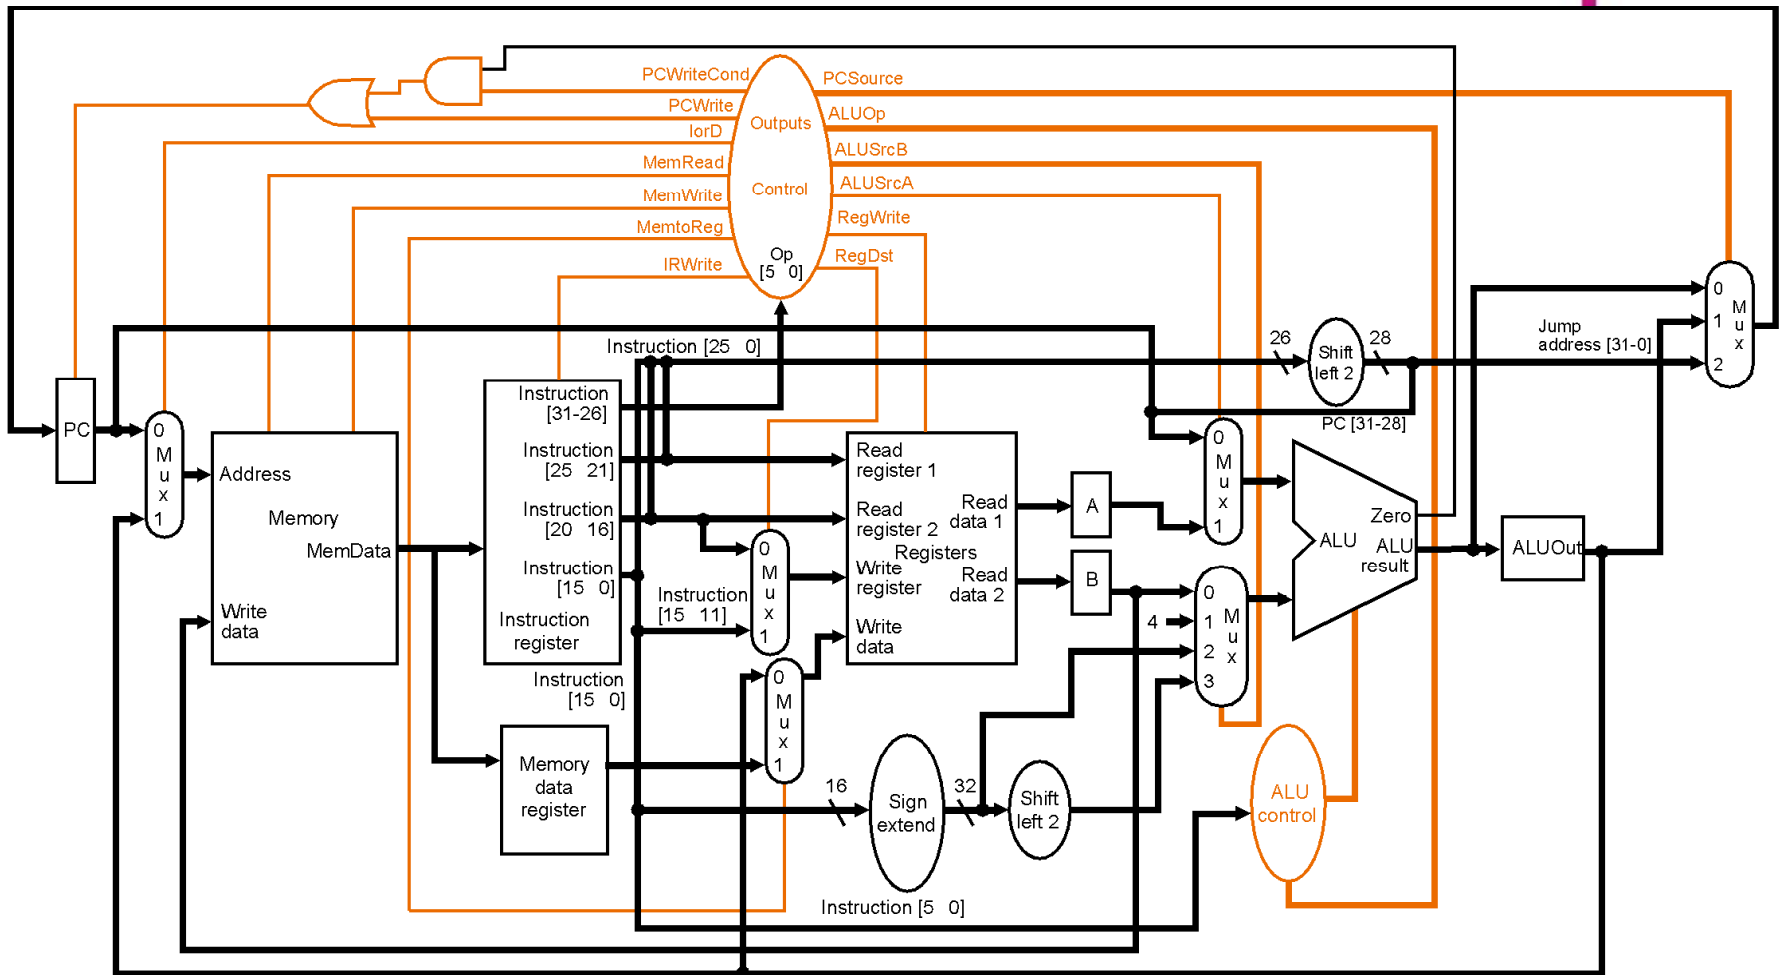 PCWriteCond
PCWrite
IorD
MemRead
MemWrite
MemtoReg
IRWrite
Outputs
Control
Op
[5 0]
PCSource
ALUOp
ALUSrcB
ALUSrcA
RegWrite
RegDst
Instruction [25 0]
26
Shift
left 2
28
Jump
address [31-0]
0
1
2
M
u
x
PC [31-28]
PC
0
M
u
x
1
Address
Memory
MemData
Write
data
Instruction
[31-26]
Instruction
[25 21]
Instruction
[20 16]
Instruction
[15 0]
Instruction
register
Instruction
[15 11]
Instruction
[15 0]
0
M
u
x
1
Read
register 1
Read
register 2
Registers
Write
register
Write
data
Read
data 1
Read
data 2
A
B
0
M
u
x
1
4
0
1
2
3
M
u
x
Zero
ALU
ALU
result
ALUOut
0
M
u
x
1
Memory
data
register
16
Sign
extend
32
Shift
left 2
ALU
control
Instruction [5 0]